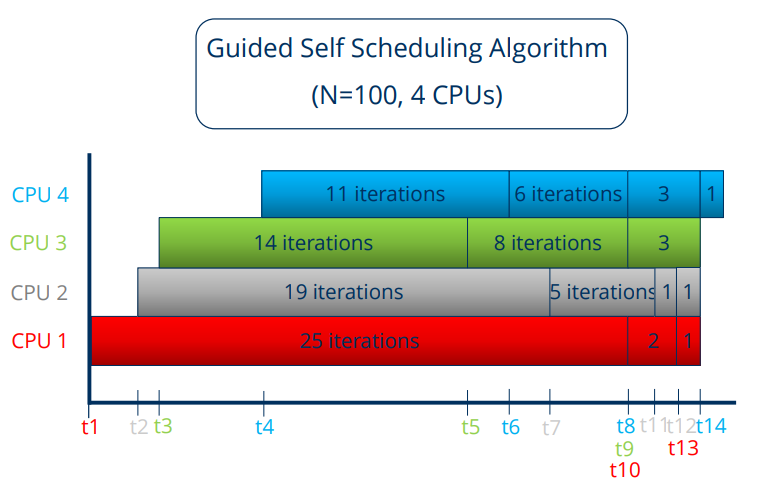 Guided Self Scheduling Algorithm
(N=100, 4 CPUs)
CPU 4 11 iterations 6 iterations 3 1
CPU 3 14 iterations 8 iterations 3
CPU 2 19 iterations 5 iterations 1 1
CPU 1 25 iterations 2 1
t1 t2 t3 t4 t5 t6 t7 t8 t11 t12 t14
t9 t13
t10